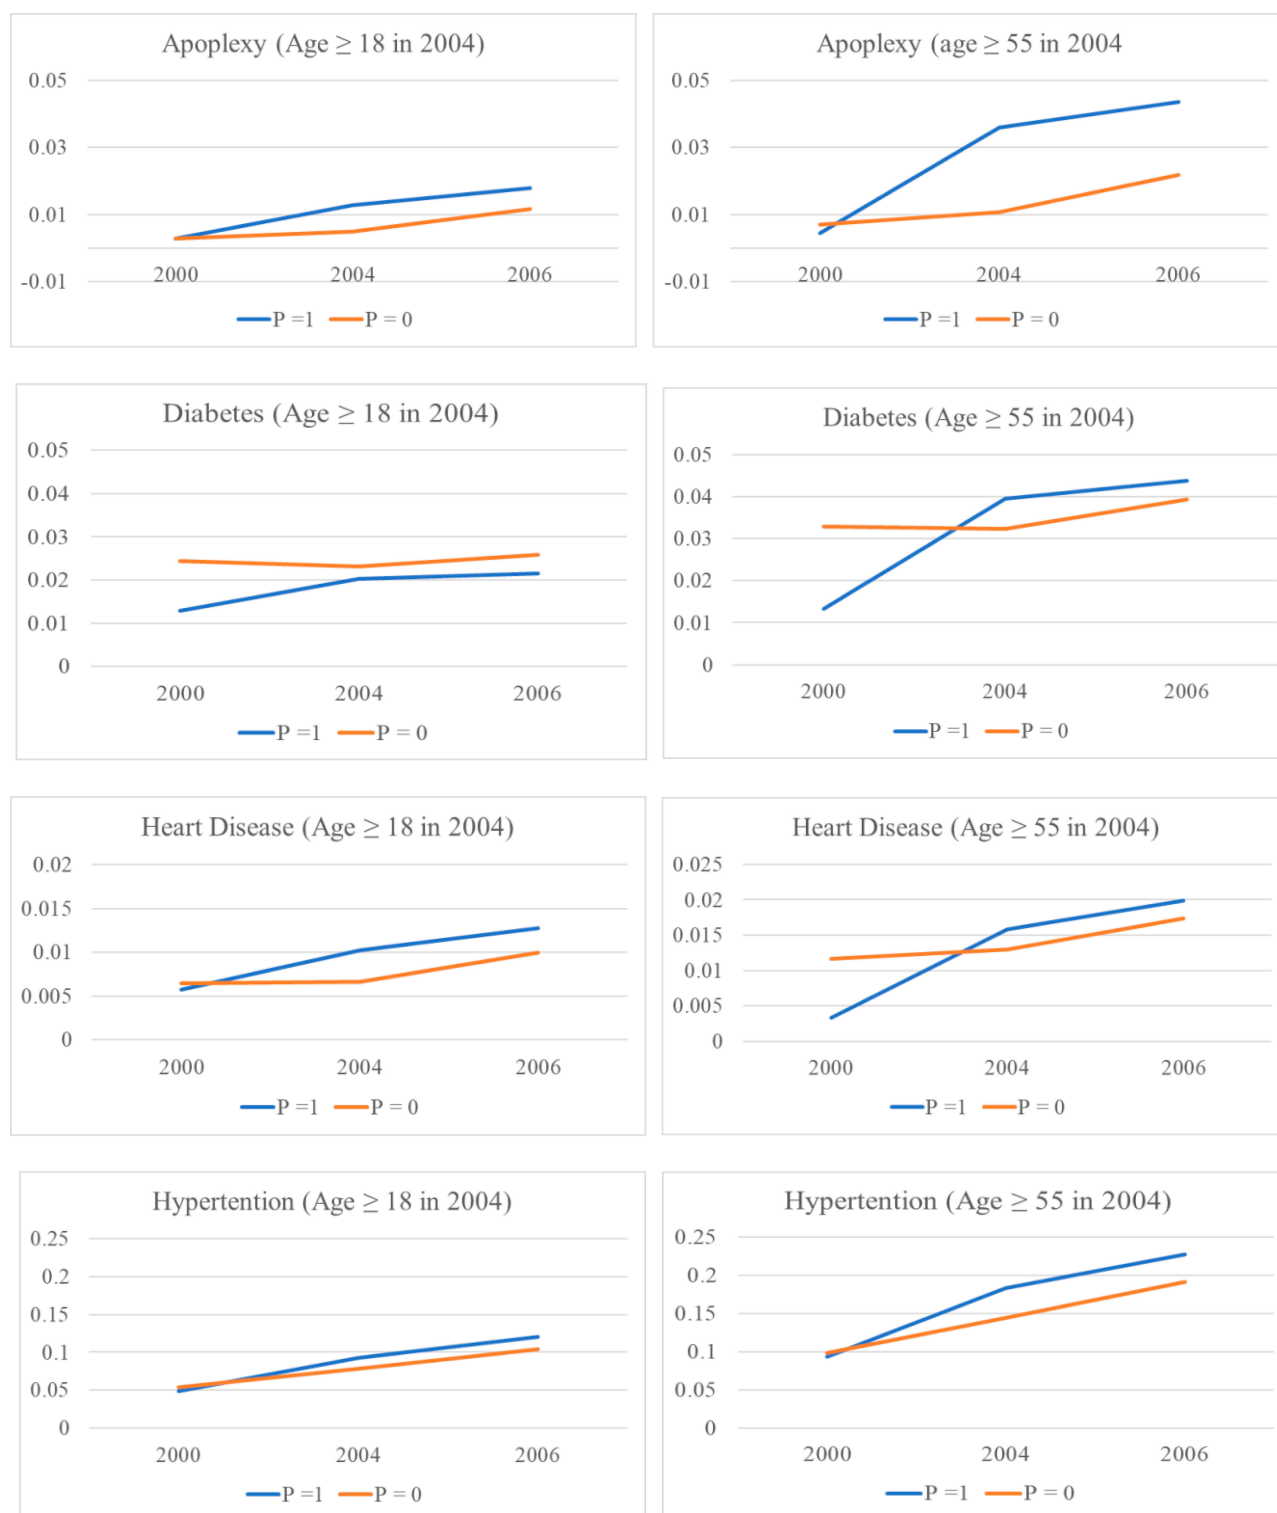 Apoplexy (Age ≥ 18 in 2004)
0.05
0.03
0.01
-0.01
2000 2004 2006
P =1 P = 0
Apoplexy (age ≥ 55 in 2004
0.05
0.03
0.01
-0.01
2000 2004 2006
P =1 P = 0
Diabetes (Age ≥ 18 in 2004)
0.05
0.04
0.03
0.02
0.01
0
2000 2004 2006
P =1 P = 0
Diabetes (Age ≥ 55 in 2004)
0.05
0.04
0.03
0.02
0.01
0
2000 2004 2006
P =1 P = 0
Heart Disease (Age ≥ 18 in 2004)
0.02
0.015
0.01
0.005
0
2000 2004 2006
P =1 P = 0
Heart Disease (Age ≥ 55 in 2004)
0.025
0.02
0.015
0.01
0.005
0
2000 2004 2006
P =1 P = 0
Hypertention (Age ≥ 18 in 2004)
0.25
0.2
0.15
0.1
0.05
0
2000 2004 2006
P =1 P = 0
Hypertention (Age ≥ 55 in 2004)
0.25
0.2
0.15
0.1
0.05
0
2000 2004 2006
P =1 P = 0